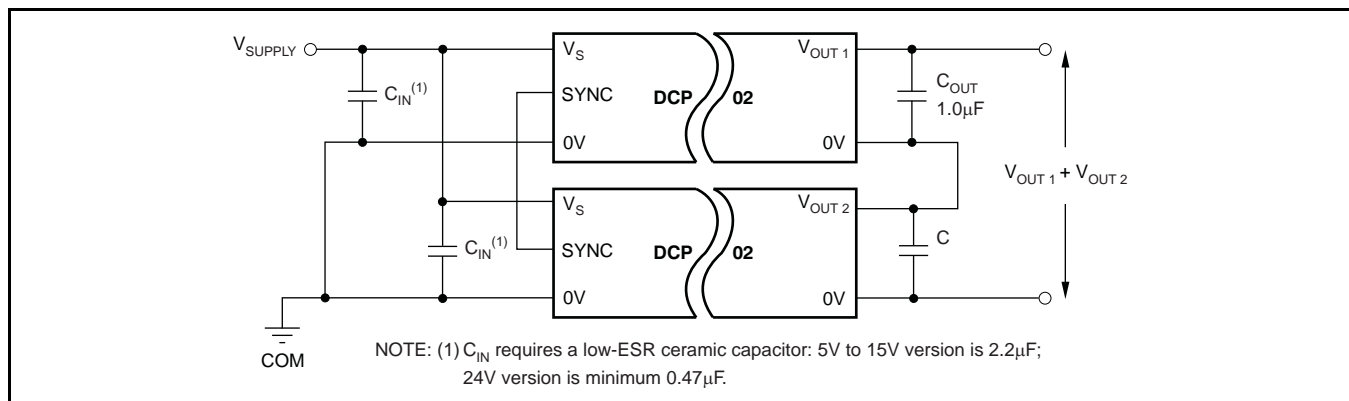 V_SUPPLY
C_IN^(1)
V_S
SYNC
0V
DCP 02
V_OUT 1
0V
C_OUT
1.0μF
V_OUT 1 + V_OUT 2
C_IN^(1)
V_S
SYNC
0V
DCP 02
V_OUT 2
0V
C
COM
NOTE: (1) C_IN requires a low-ESR ceramic capacitor: 5V to 15V version is 2.2μF;
24V version is minimum 0.47μF.